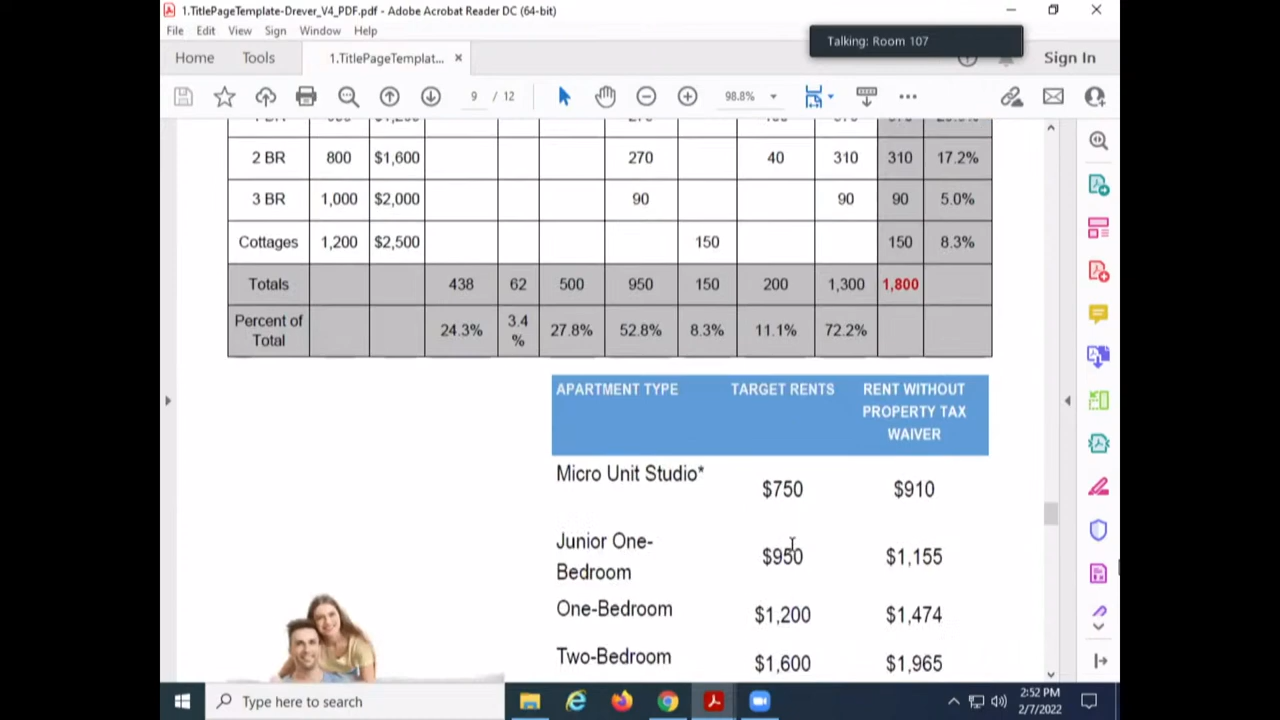 1.TitlePageTemplate-Drever_V4_PDF.pdf - Adobe Acrobat Reader DC (64-bit)
File Edit View Sign Window Help
Talking: Room 107
Home Tools 1.TitlePageTemplat... × Sign In
9 / 12 98.8%
2 BR 800 $1,600 270 40 310 310 17.2%
3 BR 1,000 $2,000 90 90 90 5.0%
Cottages 1,200 $2,500 150 150 8.3%
Totals 438 62 500 950 150 200 1,300 1,800
Percent of Total 24.3% 3.4 % 27.8% 52.8% 8.3% 11.1% 72.2%
APARTMENT TYPE TARGET RENTS RENT WITHOUT
PROPERTY TAX
WAIVER
Micro Unit Studio* $750 $910
Junior One-
Bedroom $950 $1,155
One-Bedroom $1,200 $1,474
Two-Bedroom $1,600 $1,965
Type here to search
2:52 PM
2/7/2022